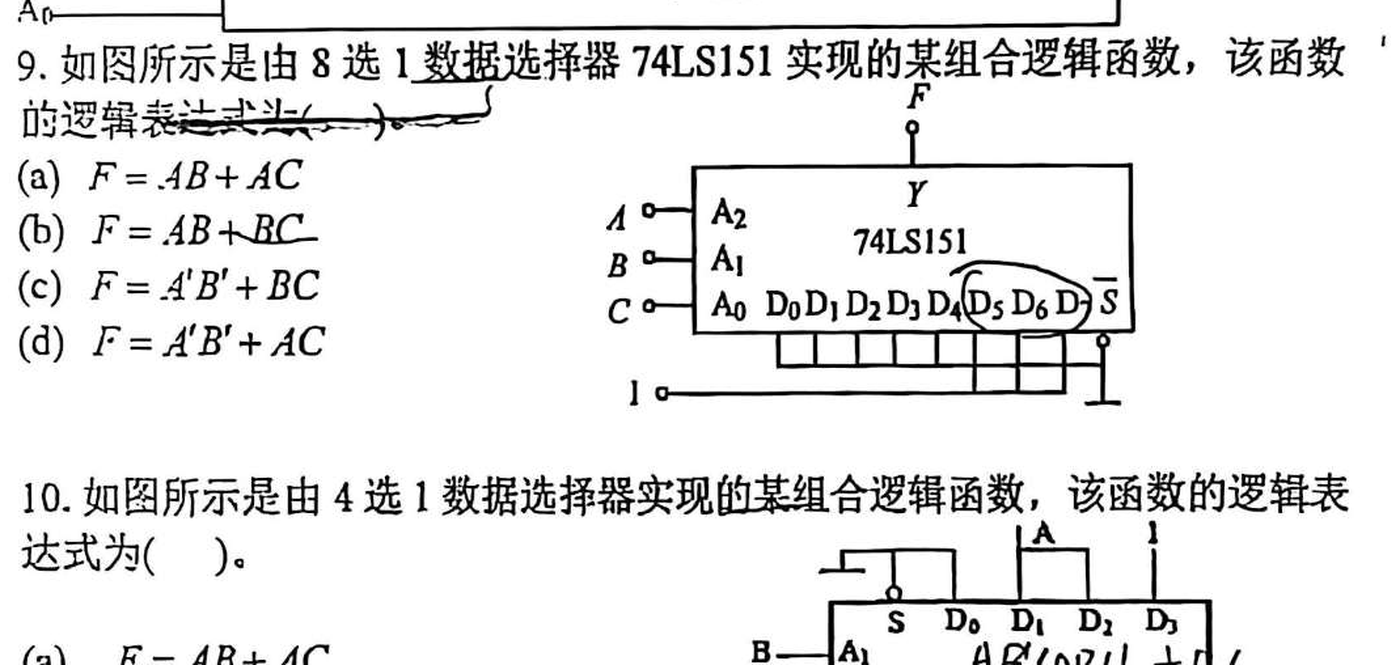 A₀
9. 如图所示是由 8 选 1 数据选择器 74LS151 实现的某组合逻辑函数，该函数
的逻辑表达式为(　　)。
(a) F = AB + AC
(b) F = AB + BC
(c) F = A'B' + BC
(d) F = A'B' + AC
F
Y
A A₂
74LS151
B A₁
C A₀ D₀ D₁ D₂ D₃ D₄ D₅ D₆ D₇ S̅
1
10. 如图所示是由 4 选 1 数据选择器实现的某组合逻辑函数，该函数的逻辑表
达式为(　　)。
A 1
S D₀ D₁ D₂ D₃
(a) F = AB + AC
B A₁